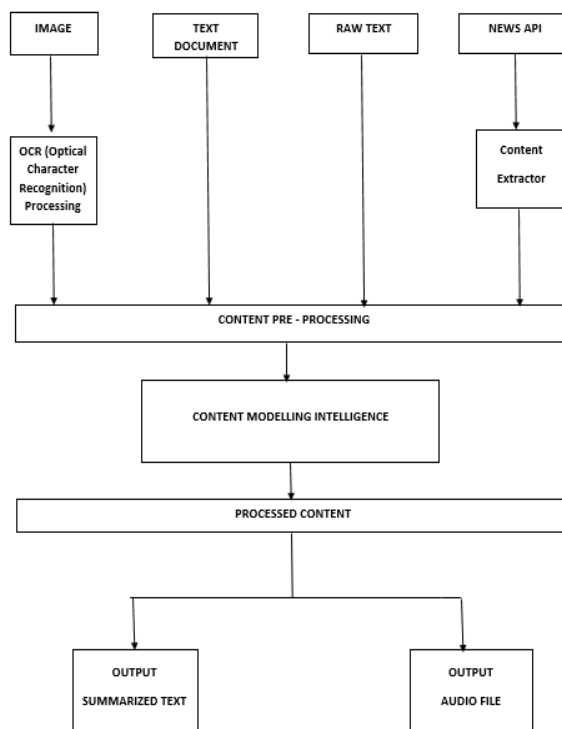 IMAGE
TEXT
DOCUMENT
RAW TEXT
NEWS API
OCR (Optical
Character
Recognition)
Processing
Content
Extractor
CONTENT PRE - PROCESSING
CONTENT MODELLING INTELLIGENCE
PROCESSED CONTENT
OUTPUT
SUMMARIZED TEXT
OUTPUT
AUDIO FILE